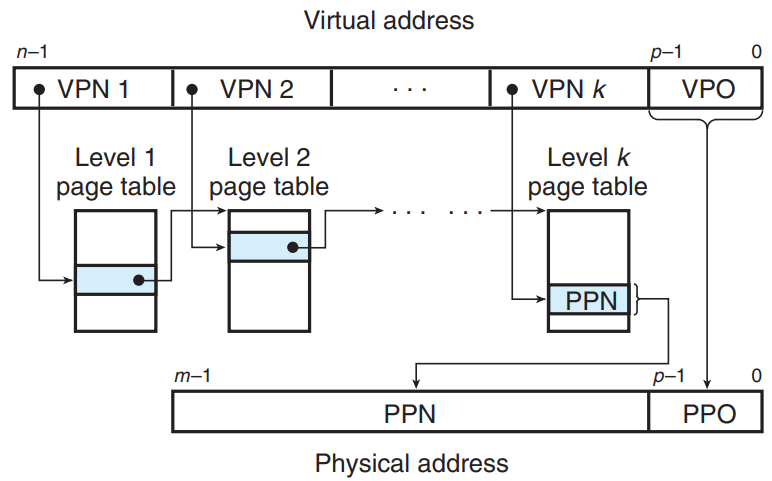 Virtual address
n–1 p–1 0
VPN 1 VPN 2 . . . VPN k VPO
Level 1 Level 2 Level k
page table page table page table
. . . . . .
PPN
m–1 p–1 0
PPN PPO
Physical address